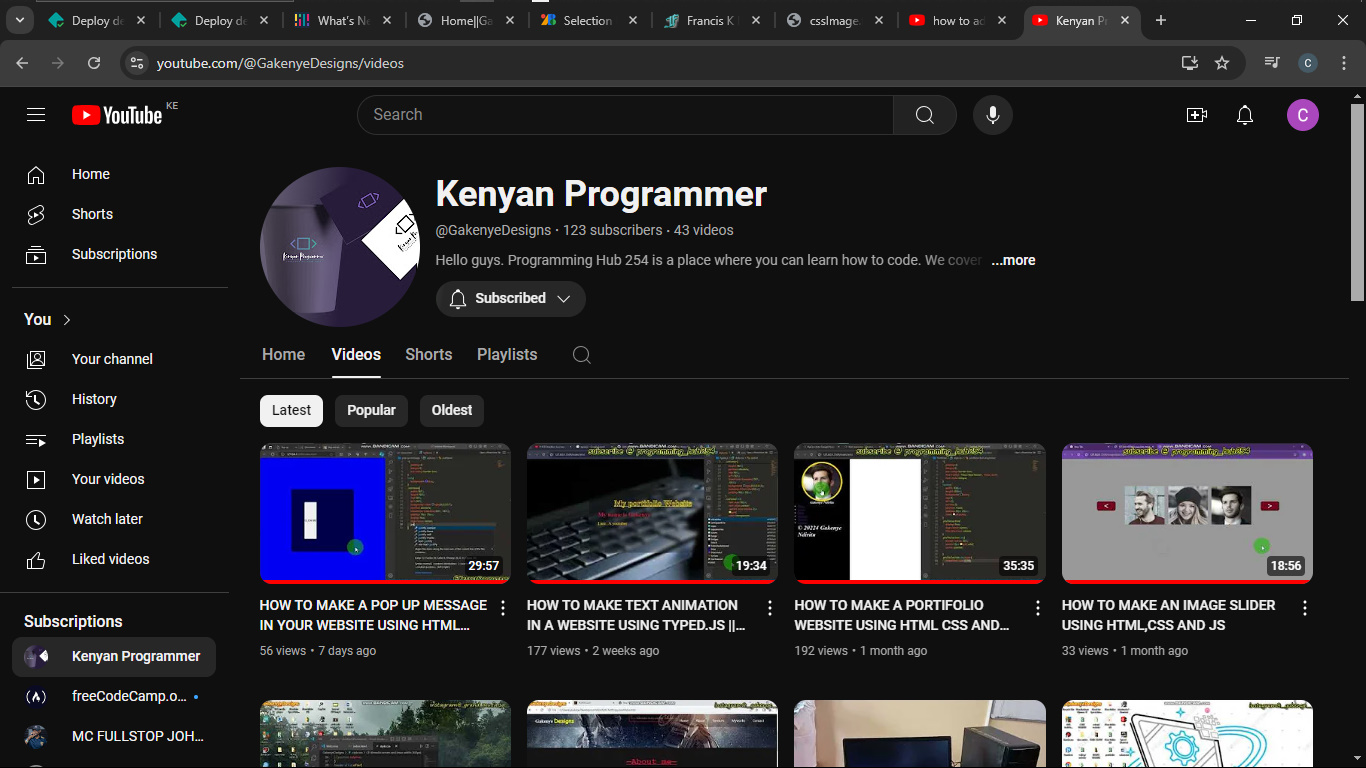 Deploy de
Deploy de
What's Ne
Home||Ga
Selection
Francis K
cssImage.
how to ad
Kenyan Pr
youtube.com/@GakenyeDesigns/videos
C
YouTube KE
Search
C
Home
Shorts
Subscriptions
You
Your channel
History
Playlists
Your videos
Watch later
Liked videos
Subscriptions
Kenyan Programmer
freeCodeCamp.o...
MC FULLSTOP JOH...
Kenyan Programmer
@GakenyeDesigns · 123 subscribers · 43 videos
Hello guys. Programming Hub 254 is a place where you can learn how to code. We cover ...more
Subscribed
Home Videos Shorts Playlists
Latest Popular Oldest
www.BANDICAM.com
29:57
HOW TO MAKE A POP UP MESSAGE
IN YOUR WEBSITE USING HTML...
56 views · 7 days ago
My portfolio Website
19:34
HOW TO MAKE TEXT ANIMATION
IN A WEBSITE USING TYPED.JS ||...
177 views · 2 weeks ago
© 20224 Gakenye
Ndiritu
35:35
HOW TO MAKE A PORTIFOLIO
WEBSITE USING HTML CSS AND...
192 views · 1 month ago
18:56
HOW TO MAKE AN IMAGE SLIDER
USING HTML,CSS AND JS
33 views · 1 month ago
Gakenye Designs
—About me—